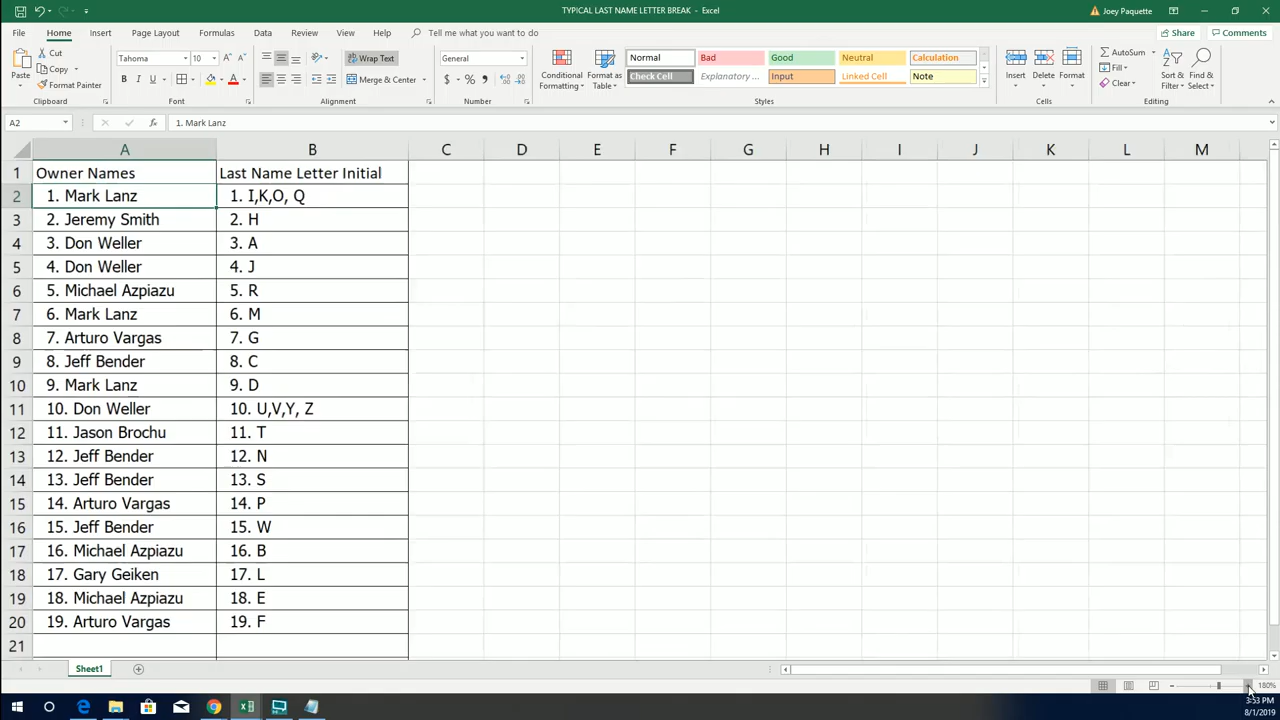 TYPICAL LAST NAME LETTER BREAK - Excel
Joey Paquette
File Home Insert Page Layout Formulas Data Review View Help Tell me what you want to do
Share Comments
Paste
Cut
Copy
Format Painter
Clipboard
Tahoma 10
Font
Wrap Text
Merge & Center
Alignment
General
Number
Conditional Formatting
Format as Table
Normal Bad Good Neutral Calculation
Check Cell Explanatory ... Input Linked Cell Note
Styles
Insert Delete Format
Cells
AutoSum
Fill
Clear
Sort & Filter
Find & Select
Editing
A2 1. Mark Lanz
A B C D E F G H I J K L M
1 Owner Names Last Name Letter Initial
2 1. Mark Lanz 1. I,K,O, Q
3 2. Jeremy Smith 2. H
4 3. Don Weller 3. A
5 4. Don Weller 4. J
6 5. Michael Azpiazu 5. R
7 6. Mark Lanz 6. M
8 7. Arturo Vargas 7. G
9 8. Jeff Bender 8. C
10 9. Mark Lanz 9. D
11 10. Don Weller 10. U,V,Y, Z
12 11. Jason Brochu 11. T
13 12. Jeff Bender 12. N
14 13. Jeff Bender 13. S
15 14. Arturo Vargas 14. P
16 15. Jeff Bender 15. W
17 16. Michael Azpiazu 16. B
18 17. Gary Geiken 17. L
19 18. Michael Azpiazu 18. E
20 19. Arturo Vargas 19. F
21
Sheet1
180%
3:53 PM
8/1/2019